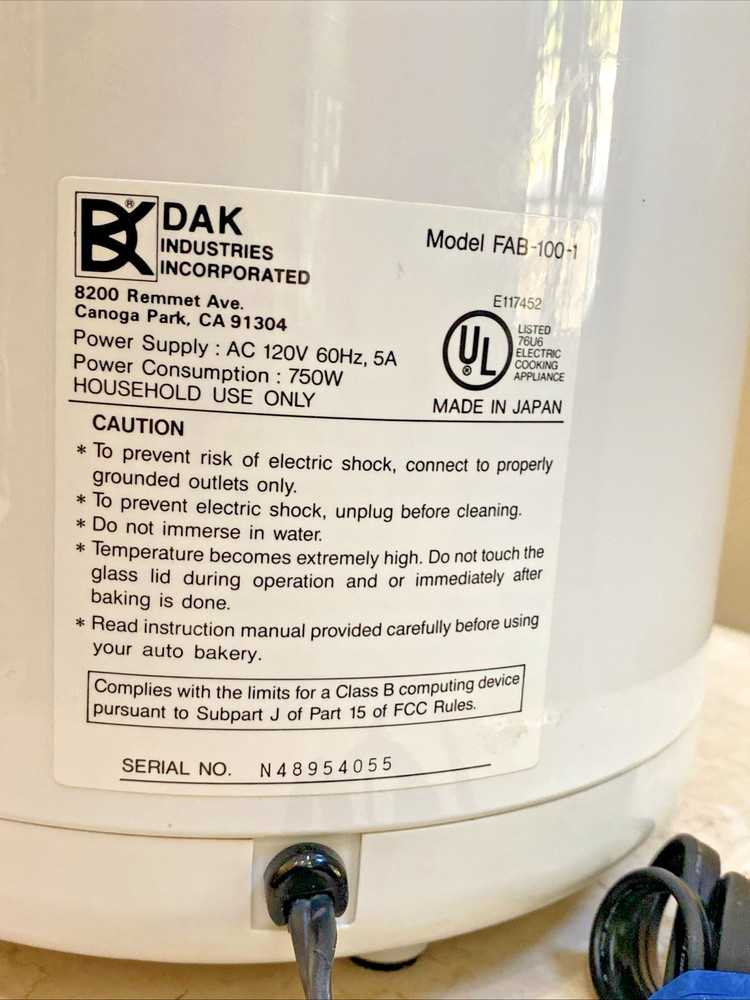 DK®
DAK
INDUSTRIES
INCORPORATED
8200 Remmet Ave.
Canoga Park, CA 91304
Power Supply : AC 120V 60Hz, 5A
Power Consumption : 750W
HOUSEHOLD USE ONLY
Model FAB-100-1
E117452
UL®
LISTED
76U6
ELECTRIC
COOKING
APPLIANCE
MADE IN JAPAN
CAUTION
* To prevent risk of electric shock, connect to properly
grounded outlets only.
* To prevent electric shock, unplug before cleaning.
* Do not immerse in water.
* Temperature becomes extremely high. Do not touch the
glass lid during operation and or immediately after
baking is done.
* Read instruction manual provided carefully before using
your auto bakery.
Complies with the limits for a Class B computing device
pursuant to Subpart J of Part 15 of FCC Rules.
SERIAL NO. N48954055